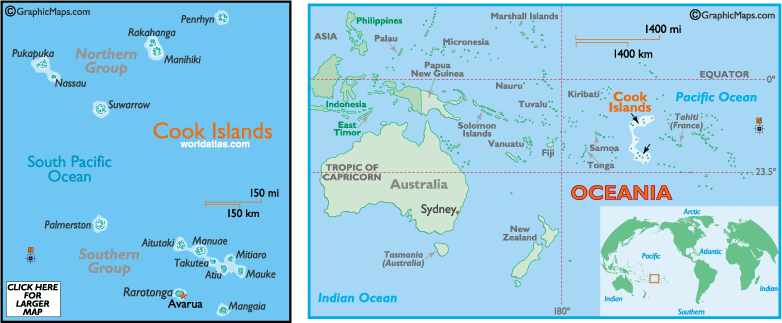 ©GraphicMaps.com
Penrhyn
Rakahanga
Pukapuka
Northern
Group
Manihiki
Nassau
Suwarrow
Cook Islands
worldatlas.com
South Pacific
Ocean
150 mi
150 km
Palmerston
Aitutaki
Manuae
Southern
Group
Mitiaro
Takutea
Atiu
Mauke
CLICK HERE
FOR
LARGER
MAP
Rarotonga
Avarua
Mangaia
©GraphicMaps.com
Philippines
Marshall Islands
1400 mi
1400 km
ASIA
Palau
Micronesia
Papua
New Guinea
EQUATOR
0°
Nauru
Kiribati
Cook
Islands
Pacific Ocean
Indonesia
Tuvalu
East
Timor
Solomon
Islands
Tahiti
(France)
Vanuatu
Fiji
Samoa
Tonga
TROPIC OF
CAPRICORN
23.5°
Australia
OCEANIA
Sydney
New
Zealand
Tasmania
(Australia)
Indian Ocean
180°
Arctic
Pacific
Atlantic
Indian
Indian
Southern